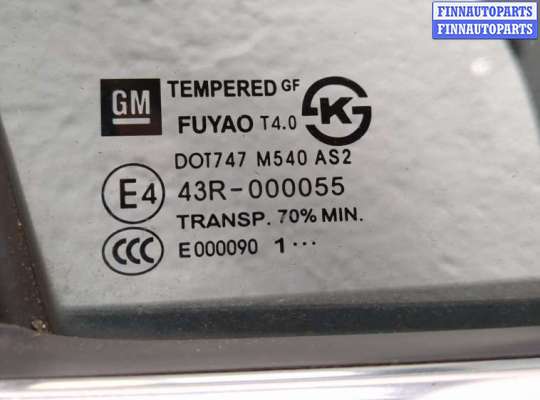 FINNAUTOPARTS
FINNAUTOPARTS
GM
TEMPERED GF
FUYAO T4.0
K S
DOT747 M540 AS2
E4 43R-000055
TRANSP. 70% MIN.
CCC E000090 1···